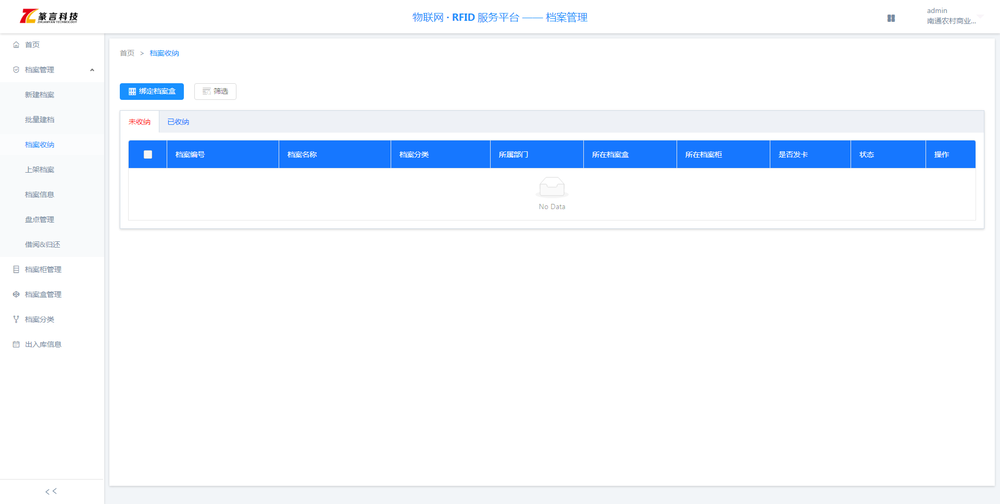 篆言科技
ZHUANYAN TECHNOLOGY
物联网 · RFID 服务平台 —— 档案管理
admin
南通农村商业...
首页
档案管理
新建档案
批量建档
档案收纳
上架档案
档案信息
盘点管理
借阅&归还
档案柜管理
档案盒管理
档案分类
出入库信息
<<
首页 > 档案收纳
绑定档案盒 筛选
未收纳 已收纳
档案编号 档案名称 档案分类 所属部门 所在档案盒 所在档案柜 是否发卡 状态 操作
No Data